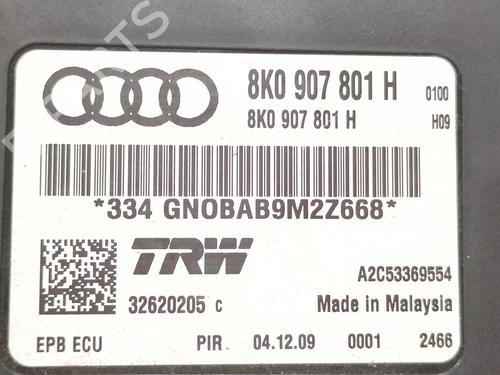 8K0 907 801 H 0100
8K0 907 801 H H09
*334 GNOBAB9M2Z668*
TRW A2C53369554
32620205 C Made in Malaysia
EPB ECU PIR. 04.12.09 0001 2466